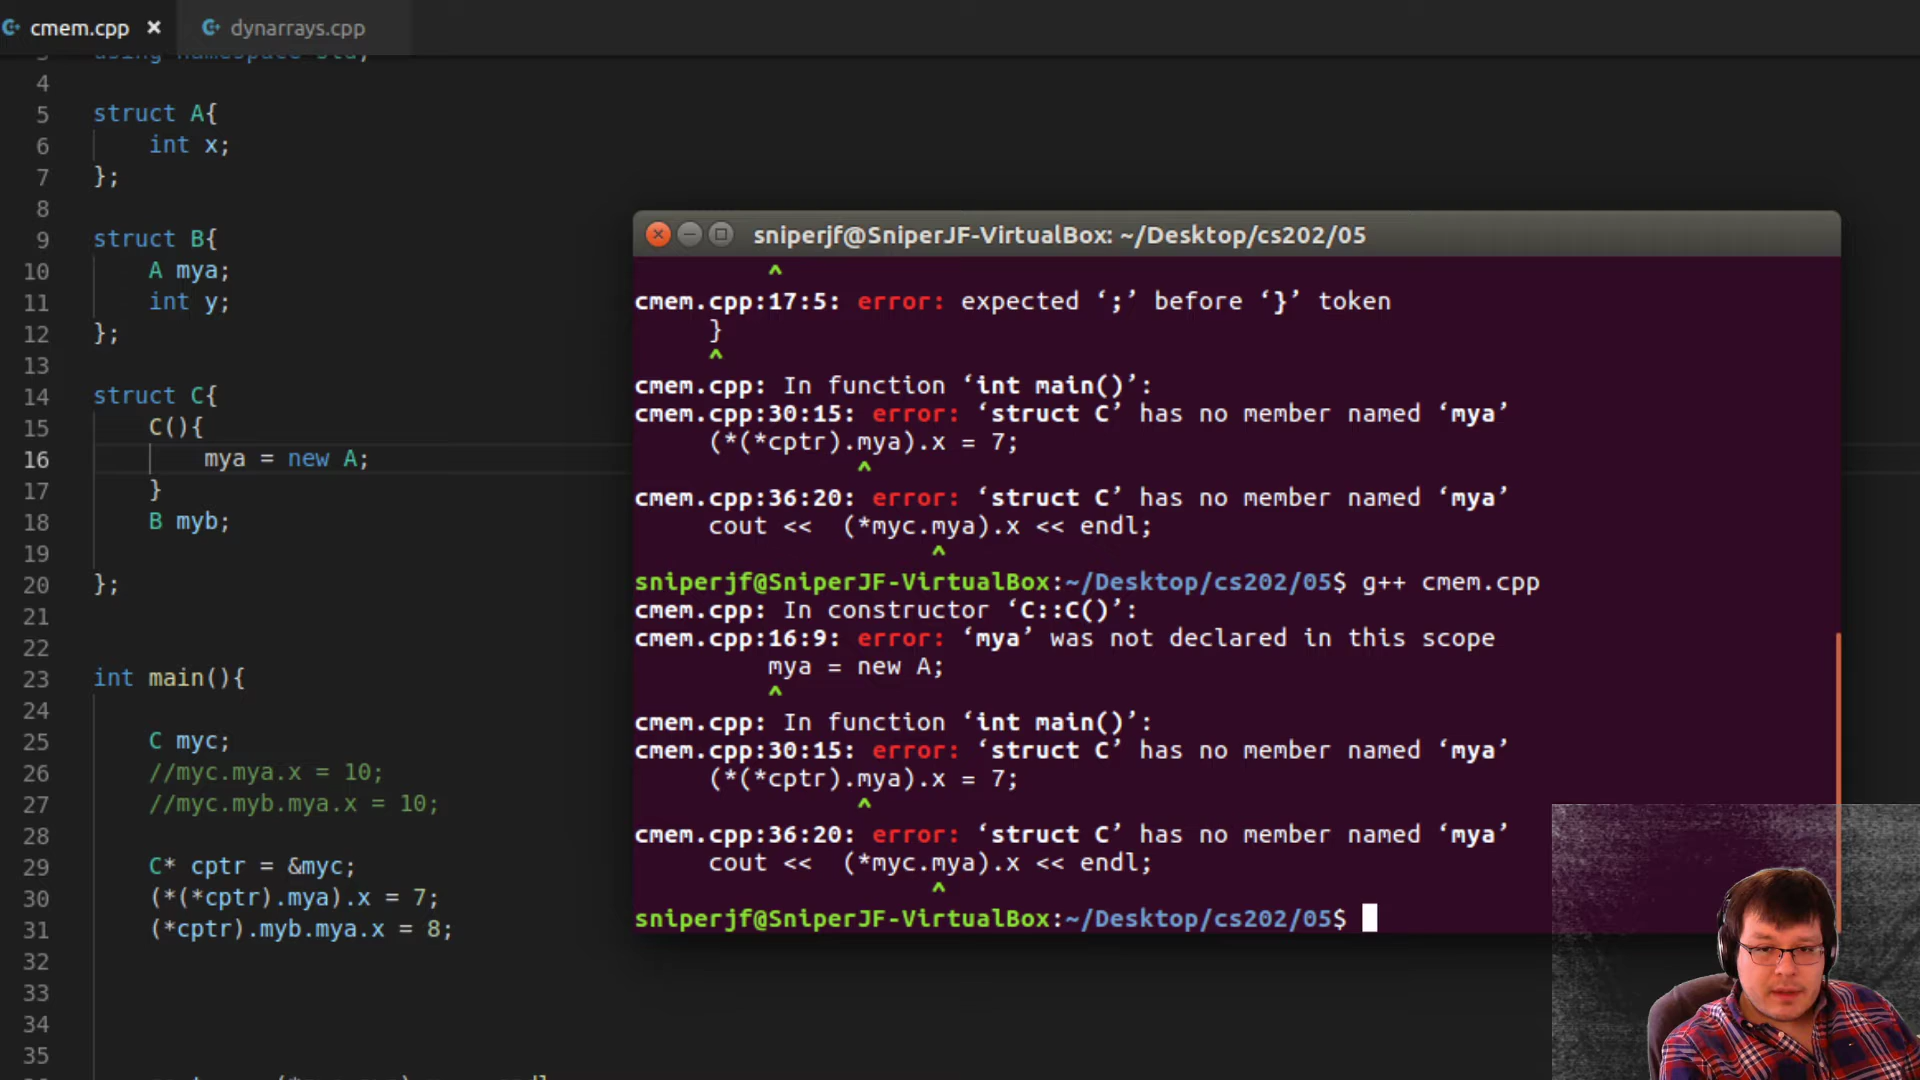 cmem.cpp × dynarrays.cpp
3 using namespace std;
4
5 struct A{
6 int x;
7 };
8
9 struct B{
10 A mya;
11 int y;
12 };
13
14 struct C{
15 C(){
16 mya = new A;
17 }
18 B myb;
19
20 };
21
22
23 int main(){
24
25 C myc;
26 //myc.mya.x = 10;
27 //myc.myb.mya.x = 10;
28
29 C* cptr = &myc;
30 (*(*cptr).mya).x = 7;
31 (*cptr).myb.mya.x = 8;
32
33
34
35
sniperjf@SniperJF-VirtualBox: ~/Desktop/cs202/05
^
cmem.cpp:17:5: error: expected ‘;’ before ‘}’ token
}
^
cmem.cpp: In function ‘int main()’:
cmem.cpp:30:15: error: ‘struct C’ has no member named ‘mya’
(*(*cptr).mya).x = 7;
^
cmem.cpp:36:20: error: ‘struct C’ has no member named ‘mya’
cout << (*myc.mya).x << endl;
^
sniperjf@SniperJF-VirtualBox:~/Desktop/cs202/05$ g++ cmem.cpp
cmem.cpp: In constructor ‘C::C()’:
cmem.cpp:16:9: error: ‘mya’ was not declared in this scope
mya = new A;
^
cmem.cpp: In function ‘int main()’:
cmem.cpp:30:15: error: ‘struct C’ has no member named ‘mya’
(*(*cptr).mya).x = 7;
^
cmem.cpp:36:20: error: ‘struct C’ has no member named ‘mya’
cout << (*myc.mya).x << endl;
^
sniperjf@SniperJF-VirtualBox:~/Desktop/cs202/05$